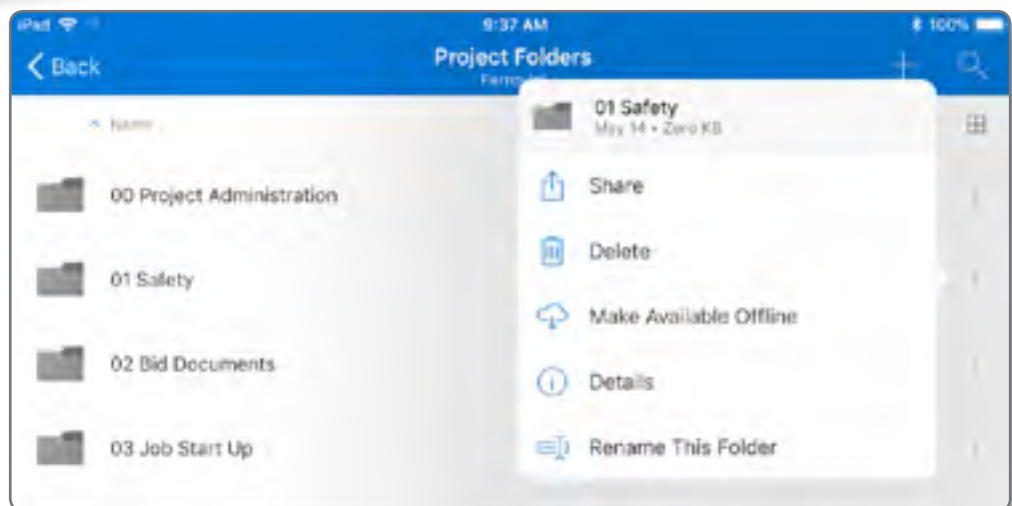 iPad
9:37 AM
100%
Back
Project Folders
Name
01 Safety
May 14 • Zero KB
Share
Delete
Make Available Offline
Details
Rename This Folder
00 Project Administration
01 Safety
02 Bid Documents
03 Job Start Up